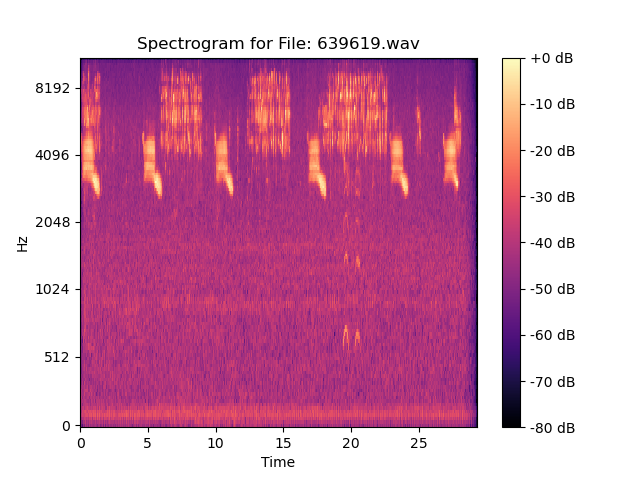 Spectrogram for File: 639619.wav
8192
4096
2048
1024
512
0
Hz
0 5 10 15 20 25
Time
+0 dB
-10 dB
-20 dB
-30 dB
-40 dB
-50 dB
-60 dB
-70 dB
-80 dB